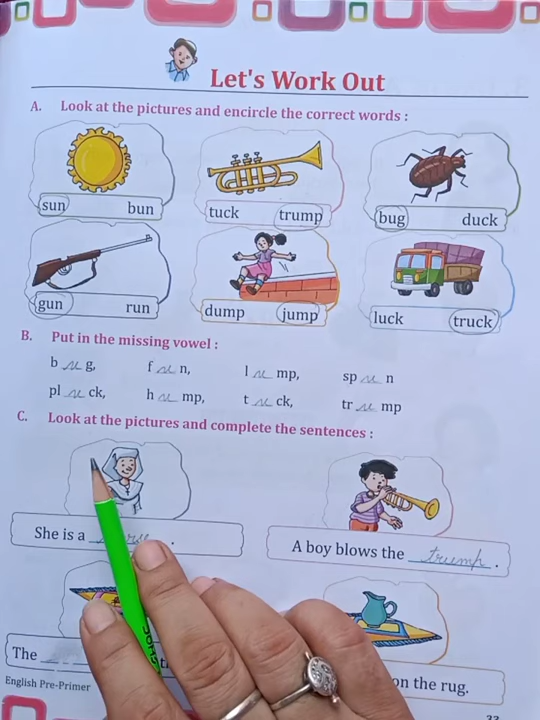 Let's Work Out
A. Look at the pictures and encircle the correct words :
sun bun
tuck trump
bug duck
gun run
dump jump
luck truck
B. Put in the missing vowel :
b u g, f u n, l u mp, sp u n
pl u ck, h u mp, t u ck, tr u mp
C. Look at the pictures and complete the sentences :
She is a .
A boy blows the trump .
The
on the rug.
English Pre-Primer
33